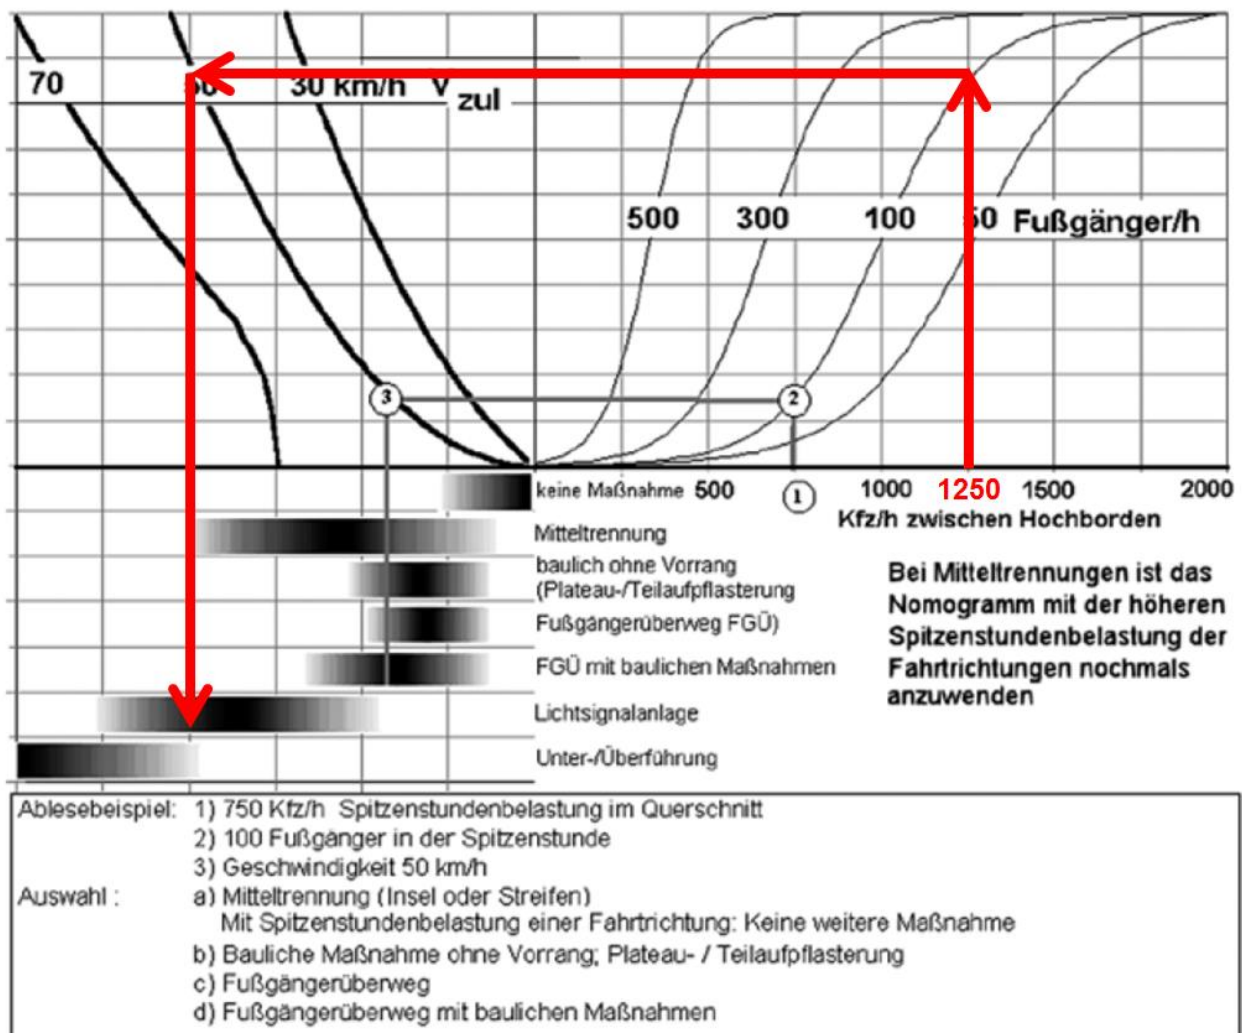 70
50
30 km/h V zul
500
300
100
50
Fußgänger/h
3
2
keine Maßnahme
500
1
1000
1250
1500
2000
Kfz/h zwischen Hochborden
Mitteltrennung
baulich ohne Vorrang
(Plateau-/Teilaufpflasterung
Fußgängerüberweg FGÜ)
FGÜ mit baulichen Maßnahmen
Lichtsignalanlage
Unter-/Überführung
Bei Mitteltrennungen ist das
Nomogramm mit der höheren
Spitzenstundenbelastung der
Fahrtrichtungen nochmals
anzuwenden
Ablesebeispiel: 1) 750 Kfz/h Spitzenstundenbelastung im Querschnitt
2) 100 Fußgänger in der Spitzenstunde
3) Geschwindigkeit 50 km/h
Auswahl : a) Mitteltrennung (Insel oder Streifen)
Mit Spitzenstundenbelastung einer Fahrtrichtung: Keine weitere Maßnahme
b) Bauliche Maßnahme ohne Vorrang; Plateau- / Teilaufpflasterung
c) Fußgängerüberweg
d) Fußgängerüberweg mit baulichen Maßnahmen